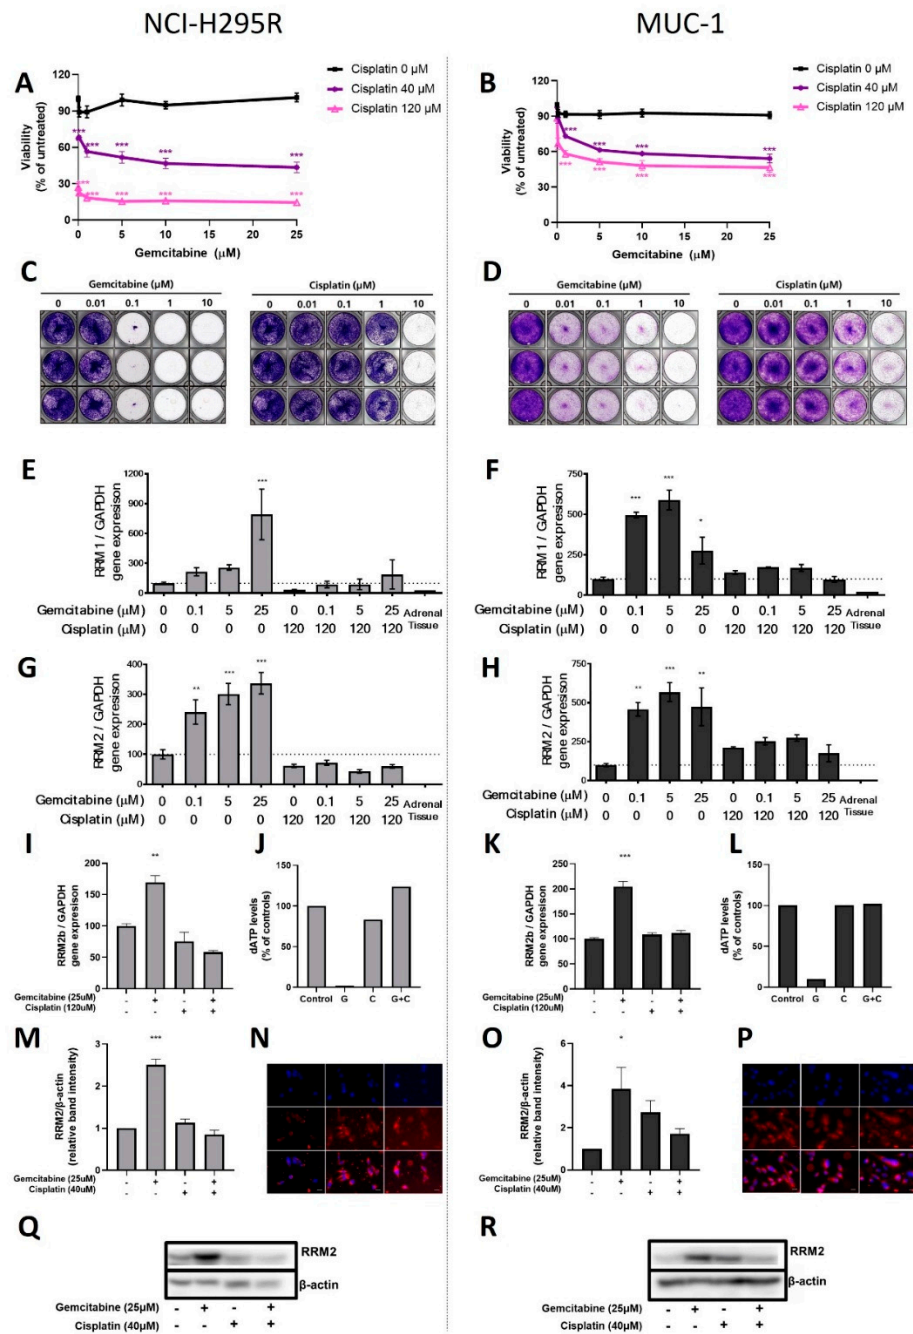 NCI-H295R MUC-1
A
120
90
60
30
0
Viability
(% of untreated)
0 5 10 15 20 25
Gemcitabine (μM)
Cisplatin 0 μM
Cisplatin 40 μM
Cisplatin 120 μM
*** *** *** *** ***
*** *** *** *** ***
B
120
90
60
30
0
Viability
(% of untreated)
0 5 10 15 20 25
Gemcitabine (μM)
Cisplatin 0 μM
Cisplatin 40 μM
Cisplatin 120 μM
*** *** *** ***
*** *** *** ***
C
Gemcitabine (μM) Cisplatin (μM)
0 0.01 0.1 1 10 0 0.01 0.1 1 10
D
Gemcitabine (μM) Cisplatin (μM)
0 0.01 0.1 1 10 0 0.01 0.1 1 10
E
RRM1 / GAPDH
gene expresison
1200
900
600
300
0
***
Gemcitabine (μM) 0 0.1 5 25 0 0.1 5 25 Adrenal
Cisplatin (μM) 0 0 0 0 120 120 120 120 Tissue
F
RRM1 / GAPDH
gene expresison
750
500
250
0
*** *** *
Gemcitabine (μM) 0 0.1 5 25 0 0.1 5 25 Adrenal
Cisplatin (μM) 0 0 0 0 120 120 120 120 Tissue
G
RRM2 / GAPDH
gene expresison
400
300
200
100
0
** *** ***
Gemcitabine (μM) 0 0.1 5 25 0 0.1 5 25 Adrenal
Cisplatin (μM) 0 0 0 0 120 120 120 120 Tissue
H
RRM2 / GAPDH
gene expresison
750
500
250
0
** *** **
Gemcitabine (μM) 0 0.1 5 25 0 0.1 5 25 Adrenal
Cisplatin (μM) 0 0 0 0 120 120 120 120 Tissue
I
RRM2b / GAPDH
gene expresison
200
150
100
50
0
**
Gemcitabine (25uM) - + - +
Cisplatin (120uM) - - + +
J
dATP levels
(% of controls)
150
100
50
0
Control G C G+C
K
RRM2b / GAPDH
gene expresison
250
200
150
100
50
0
***
Gemcitabine (25uM) - + - +
Cisplatin (120uM) - - + +
L
dATP levels
(% of controls)
150
100
50
0
Control G C G+C
M
RRM2/β-actin
(relative band intensity)
3
2
1
0
***
Gemcitabine (25uM) - + - +
Cisplatin (40uM) - - + +
N
O
RRM2/β-actin
(relative band intensity)
6
4
2
0
*
Gemcitabine (25uM) - + - +
Cisplatin (40uM) - - + +
P
Q
RRM2
β-actin
Gemcitabine (25μM) - + - +
Cisplatin (40μM) - - + +
R
RRM2
β-actin
Gemcitabine (25μM) - + - +
Cisplatin (40μM) - - + +